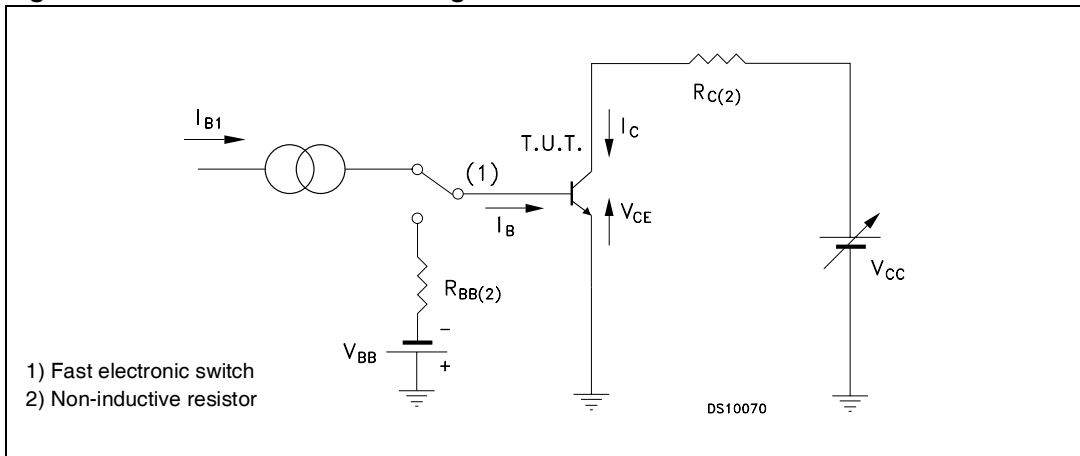 I_B1
T.U.T.
R_C(2)
I_C
(1)
I_B
V_CE
R_BB(2)
V_CC
V_BB
−
+
1) Fast electronic switch
2) Non-inductive resistor
DS10070